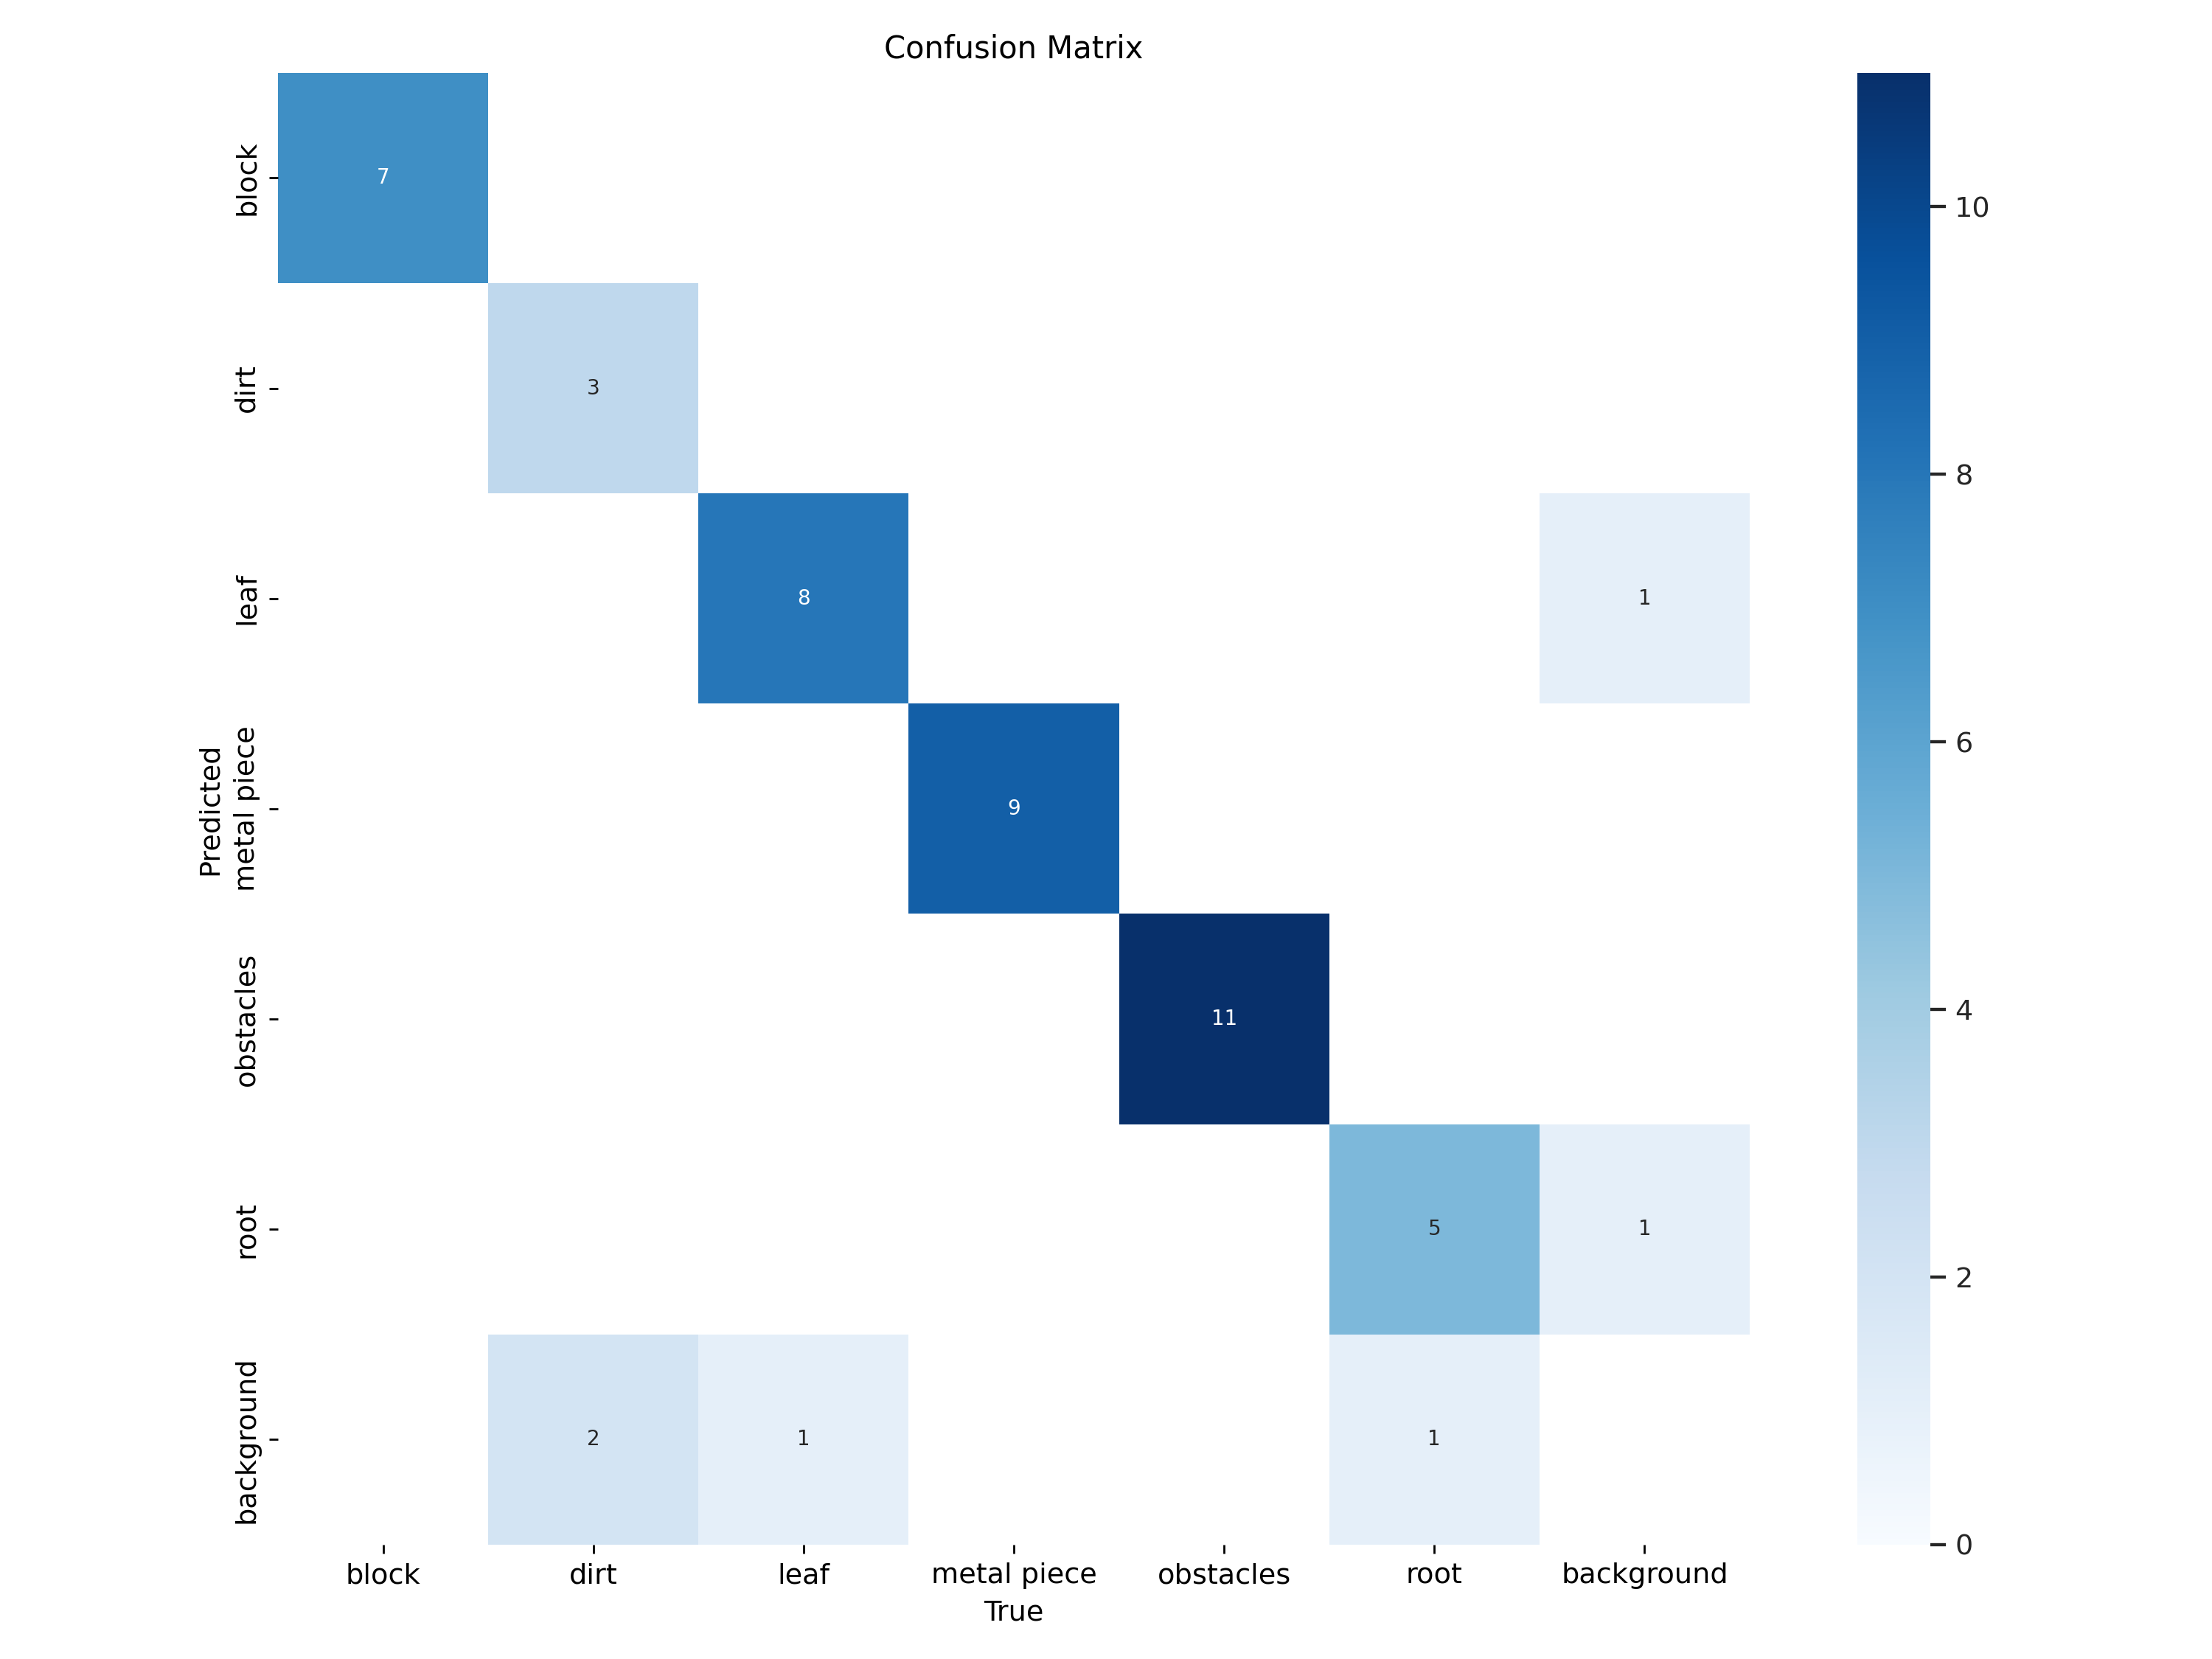 Confusion Matrix
Predicted
block
7
dirt
3
leaf
8
1
metal piece
9
obstacles
11
root
5
1
background
2
1
1
block
dirt
leaf
metal piece
obstacles
root
background
True
10
8
6
4
2
0